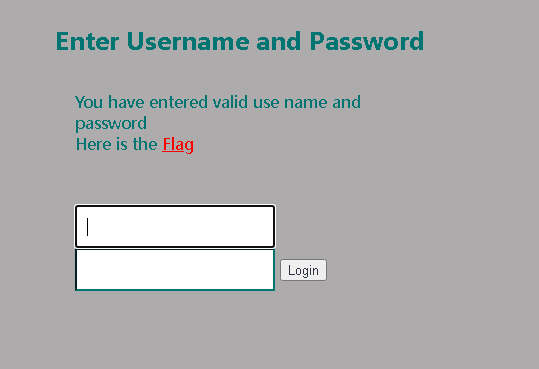 Enter Username and Password
You have entered valid use name and
password
Here is the Flag
Login